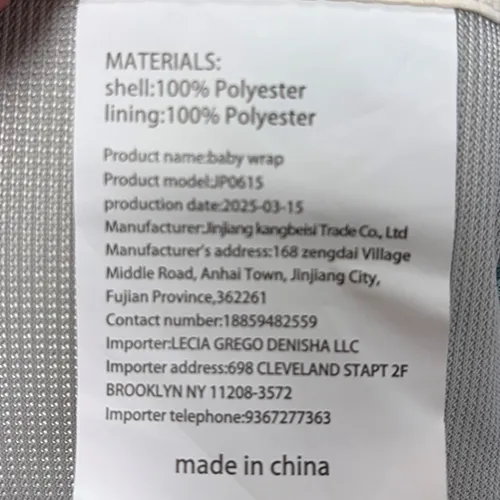 MATERIALS:
shell:100% Polyester
lining:100% Polyester
Product name:baby wrap
Product model:JP0615
production date:2025-03-15
Manufacturer:Jinjiang kangbeisi Trade Co., Ltd
Manufacturer's address:168 zengdai Village
Middle Road, Anhai Town, Jinjiang City,
Fujian Province,362261
Contact number:18859482559
Importer:LECIA GREGO DENISHA LLC
Importer address:698 CLEVELAND STAPT 2F
BROOKLYN NY 11208-3572
Importer telephone:9367277363
made in china